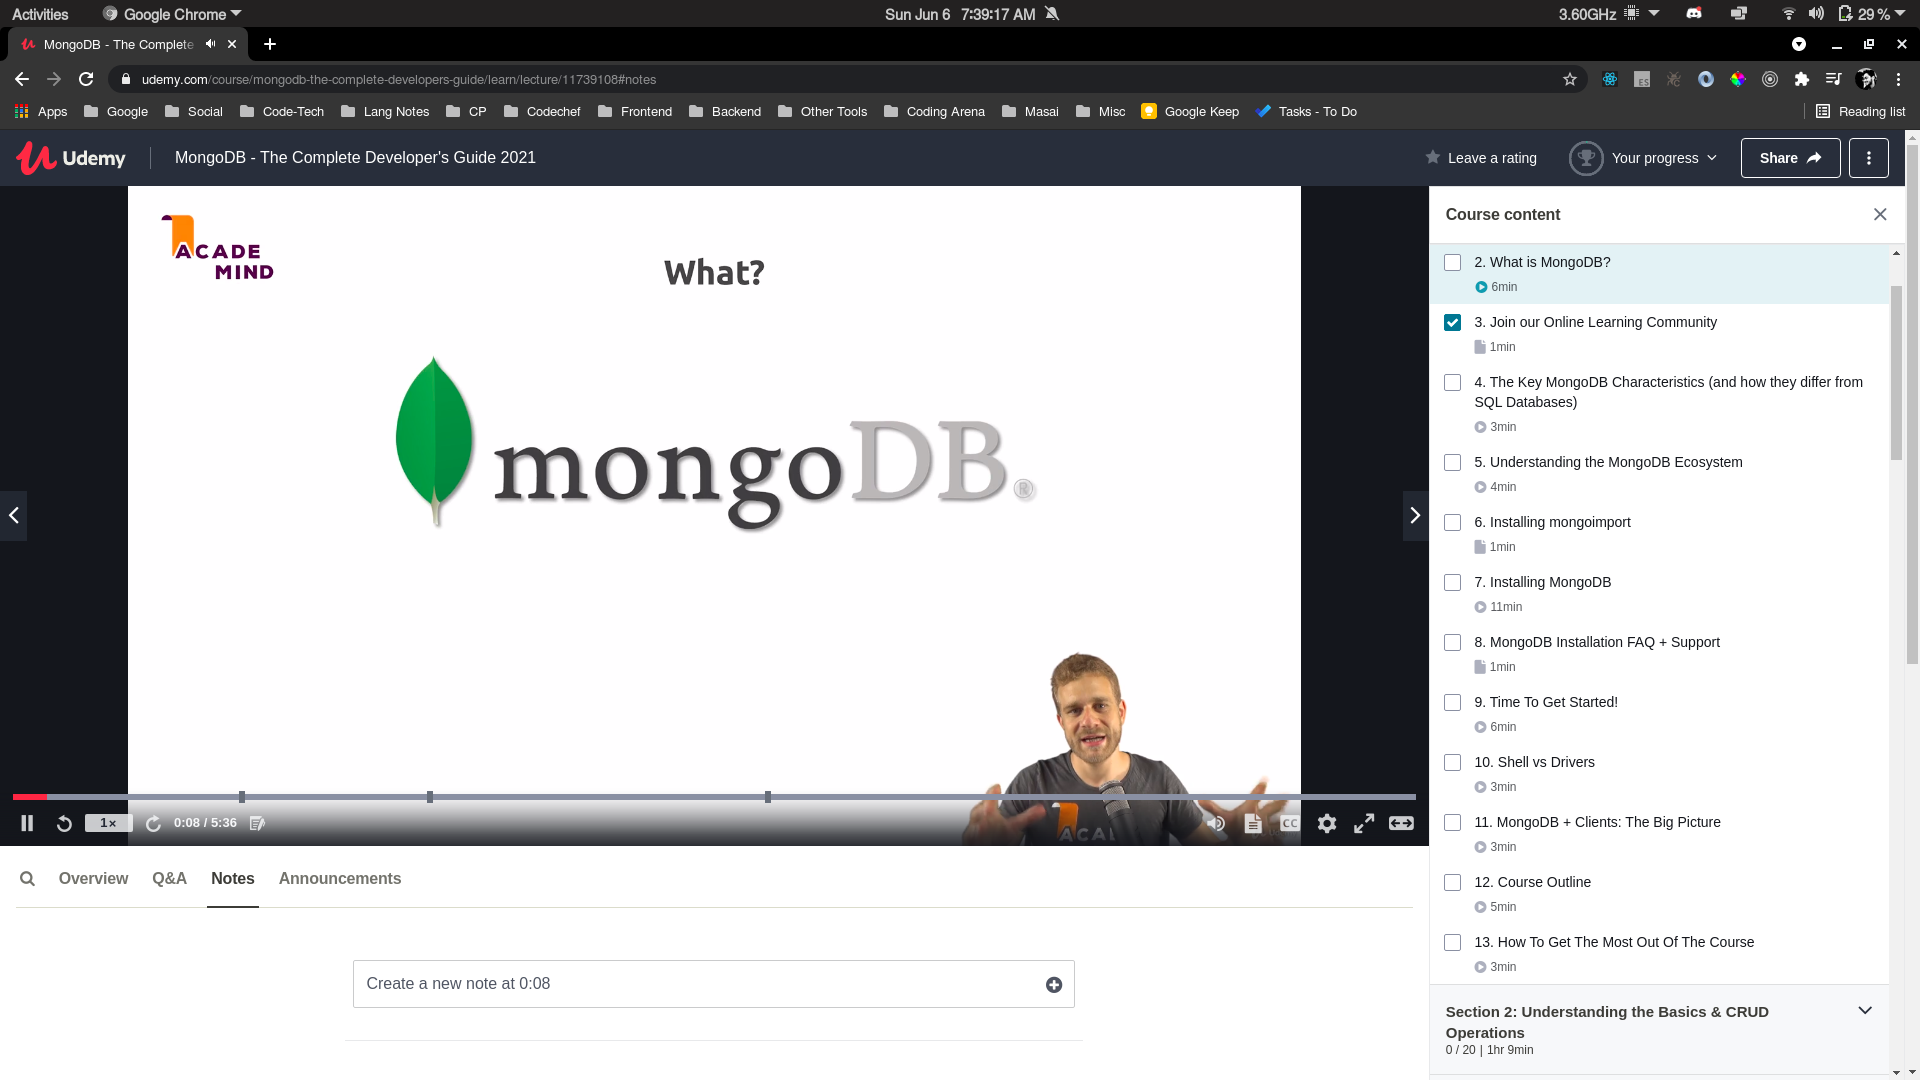 Activities
Google Chrome
Sun Jun 6 7:39:17 AM
3.60GHz
29 %
MongoDB - The Complete
udemy.com/course/mongodb-the-complete-developers-guide/learn/lecture/11739108#notes
Apps
Google
Social
Code-Tech
Lang Notes
CP
Codechef
Frontend
Backend
Other Tools
Coding Arena
Masai
Misc
Google Keep
Tasks - To Do
Reading list
Udemy
MongoDB - The Complete Developer's Guide 2021
Leave a rating
Your progress
Share
ACADE
MIND
What?
mongoDB®
ACAD
1×
0:08 / 5:36
CC
Overview
Q&A
Notes
Announcements
Create a new note at 0:08
Course content
2. What is MongoDB?
6min
3. Join our Online Learning Community
1min
4. The Key MongoDB Characteristics (and how they differ from
SQL Databases)
3min
5. Understanding the MongoDB Ecosystem
4min
6. Installing mongoimport
1min
7. Installing MongoDB
11min
8. MongoDB Installation FAQ + Support
1min
9. Time To Get Started!
6min
10. Shell vs Drivers
3min
11. MongoDB + Clients: The Big Picture
3min
12. Course Outline
5min
13. How To Get The Most Out Of The Course
3min
Section 2: Understanding the Basics & CRUD
Operations
0 / 20 | 1hr 9min